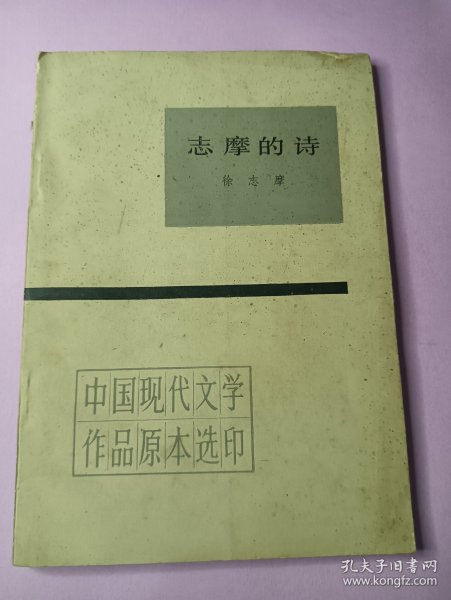 志摩的诗
徐志摩
中国现代文学
作品原本选印
孔夫子旧书网
www.kongfz.com